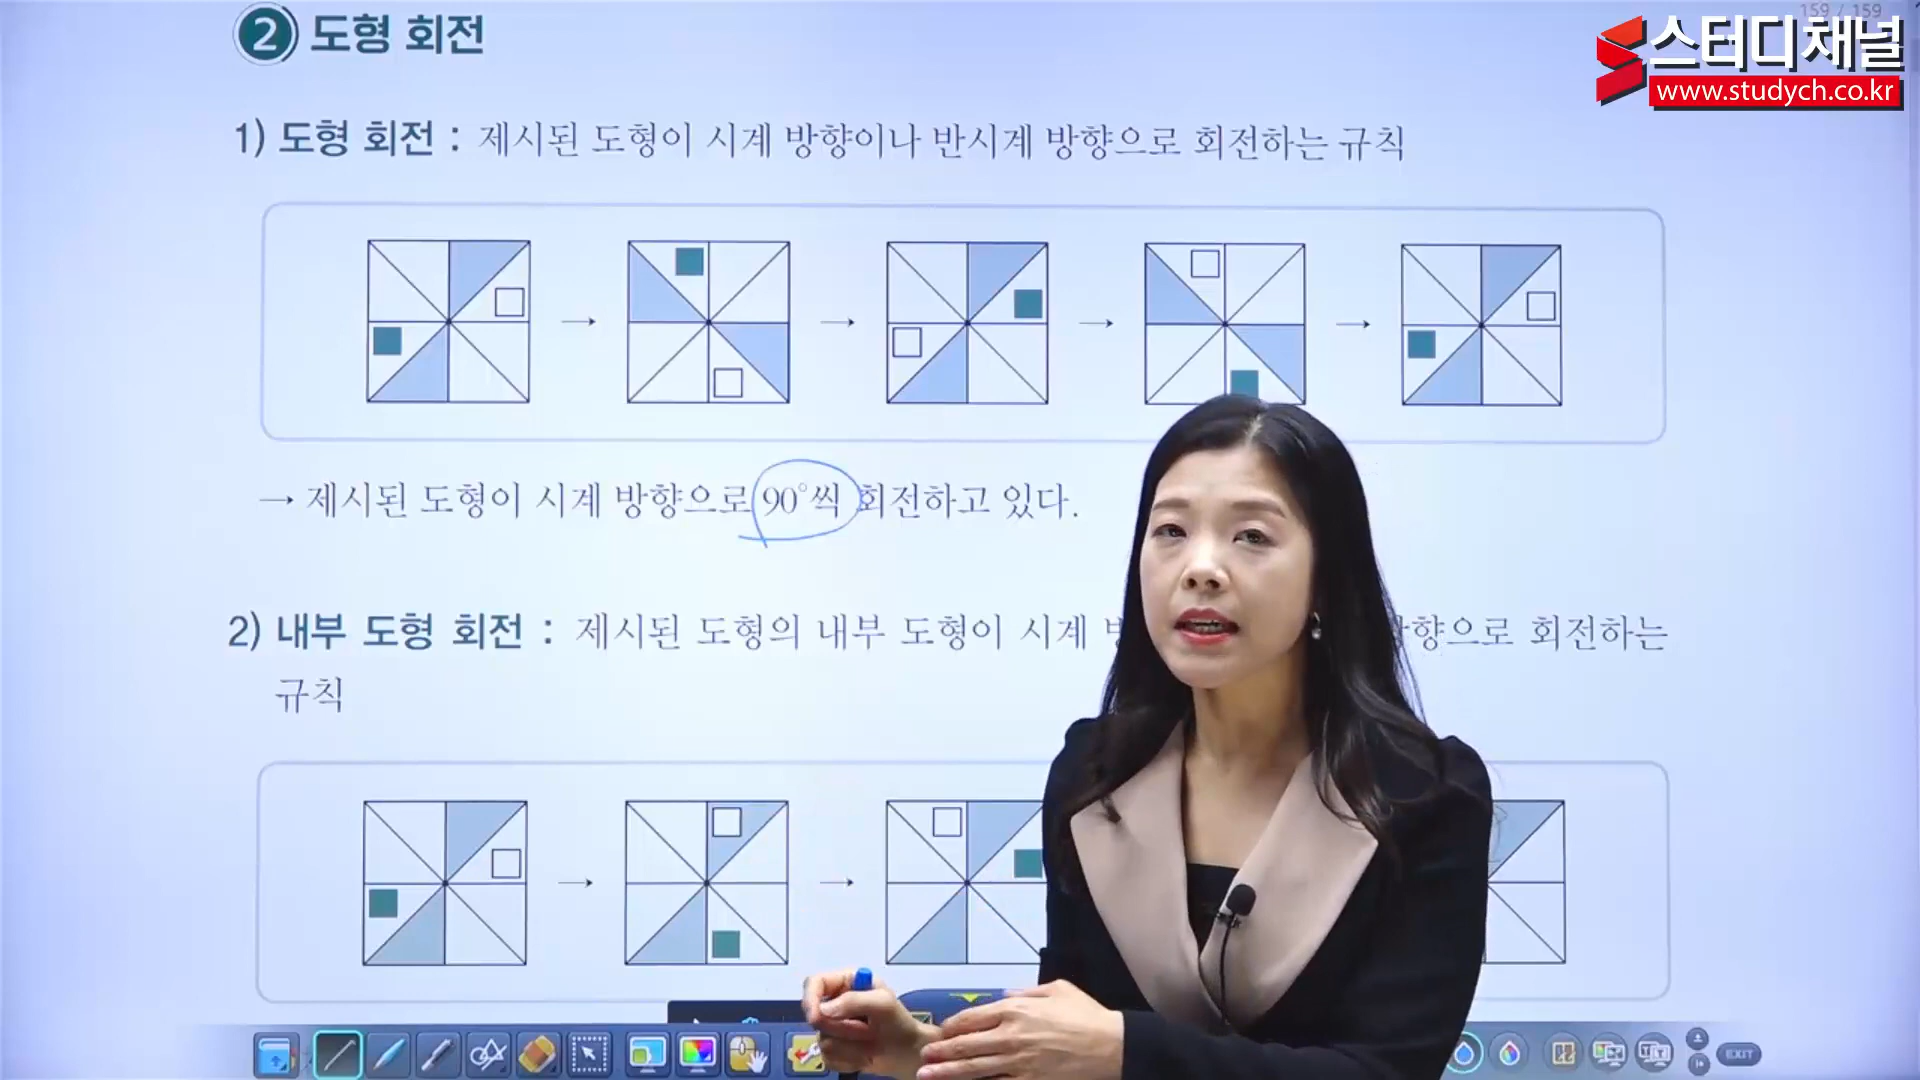 159 / 159
스터디채널
www.studych.co.kr
2 도형 회전
1) 도형 회전 : 제시된 도형이 시계 방향이나 반시계 방향으로 회전하는 규칙
→ 제시된 도형이 시계 방향으로 90°씩 회전하고 있다.
2) 내부 도형 회전 : 제시된 도형의 내부 도형이 시계 향으로 회전하는
규칙
EXIT